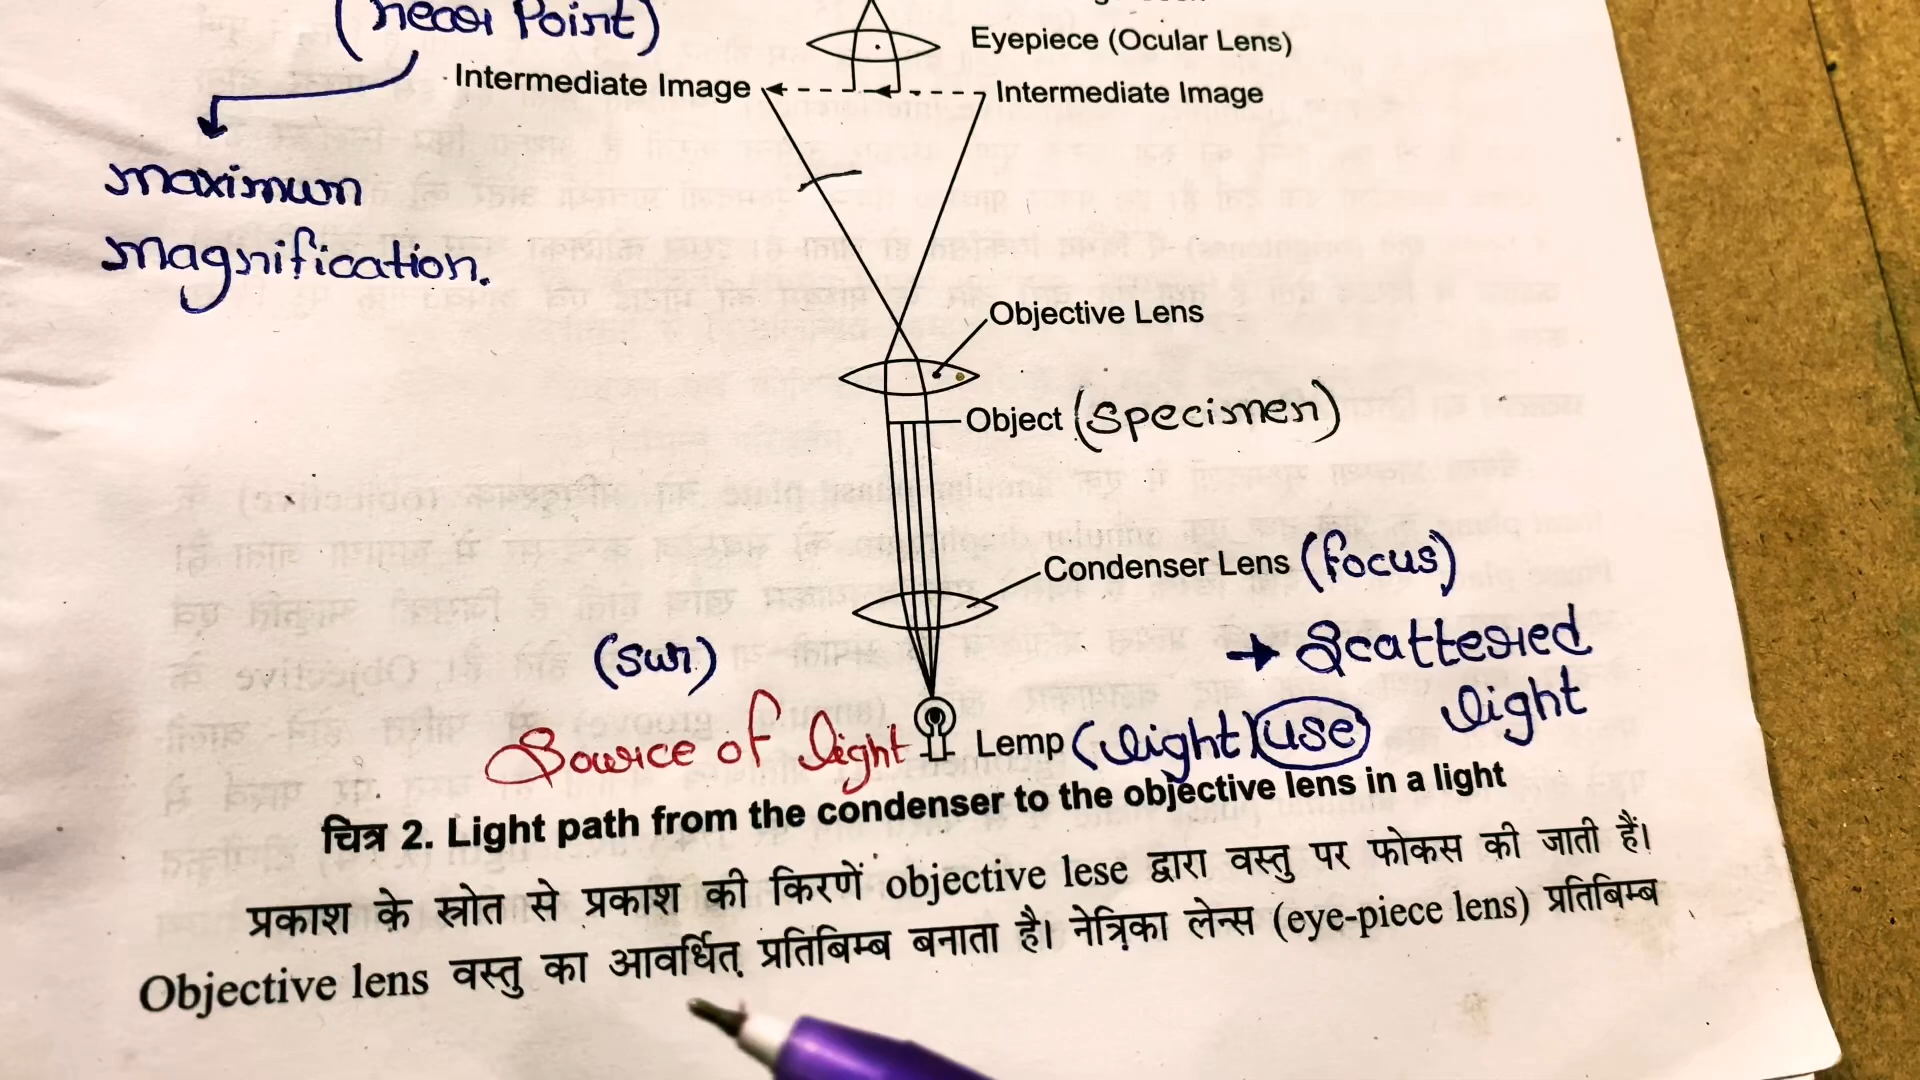 (near Point)
Eyepiece (Ocular Lens)
Intermediate Image
Intermediate Image
maximum
magnification.
Objective Lens
Object (specimen)
Condenser Lens (focus)
(sun)
→ Scattered
light
Source of light
Lemp (light) use
चित्र 2. Light path from the condenser to the objective lens in a light
प्रकाश के स्रोत से प्रकाश की किरणें objective lese द्वारा वस्तु पर फोकस की जाती हैं।
Objective lens वस्तु का आवर्धित प्रतिबिम्ब बनाता है। नेत्रिका लेन्स (eye-piece lens) प्रतिबिम्ब